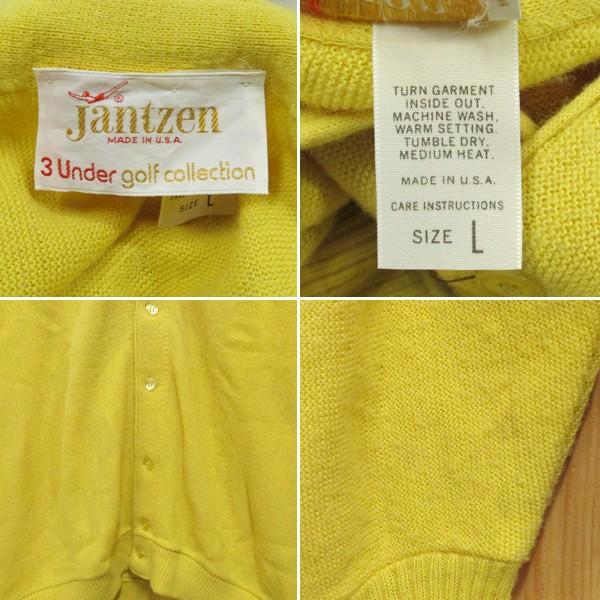 Jantzen
®
MADE IN U.S.A.
3 Under golf collection
SIZE L
TURN GARMENT
INSIDE OUT.
MACHINE WASH,
WARM SETTING.
TUMBLE DRY.
MEDIUM HEAT.
MADE IN U.S.A.
CARE INSTRUCTIONS
SIZE L